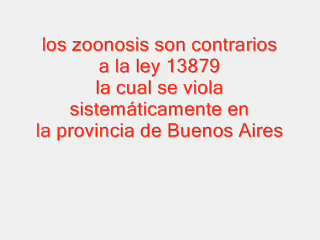 los zoonosis son contrarios
a la ley 13879
la cual se viola
sistemáticamente en
la provincia de Buenos Aires